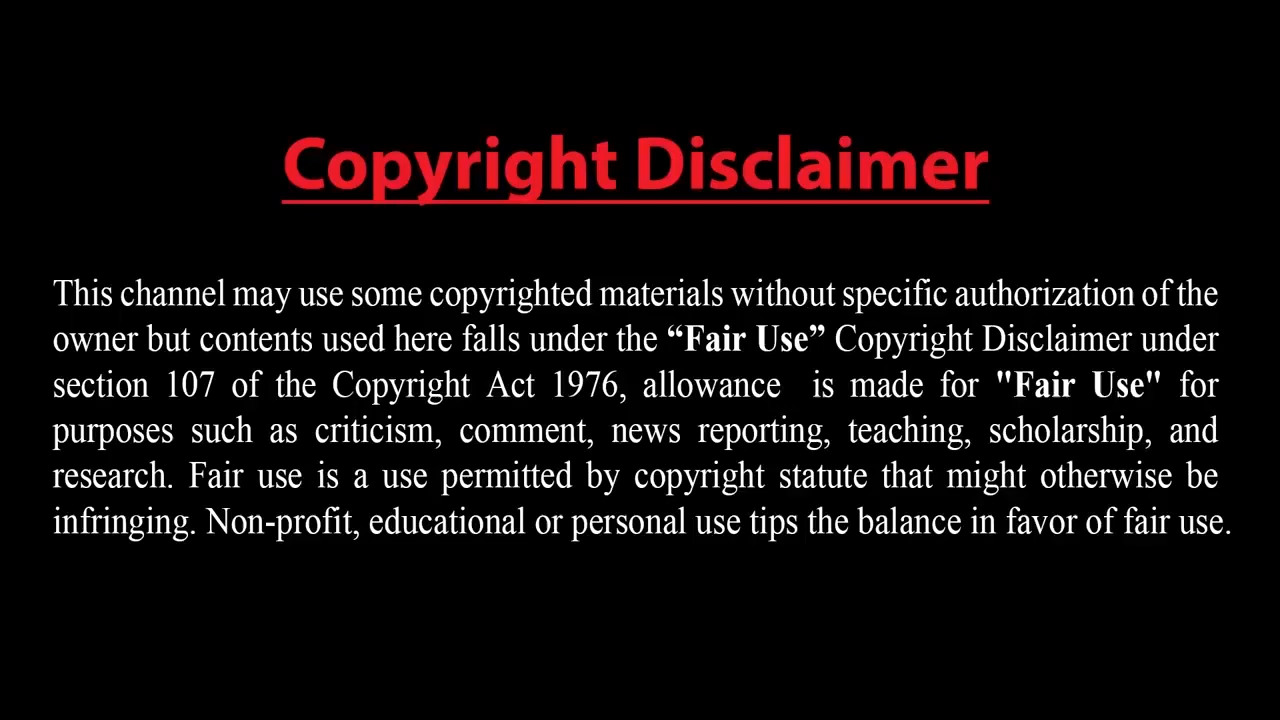 Copyright Disclaimer
This channel may use some copyrighted materials without specific authorization of the
owner but contents used here falls under the “Fair Use” Copyright Disclaimer under
section 107 of the Copyright Act 1976, allowance  is made for "Fair Use" for
purposes such as criticism, comment, news reporting, teaching, scholarship, and
research. Fair use is a use permitted by copyright statute that might otherwise be
infringing. Non-profit, educational or personal use tips the balance in favor of fair use.